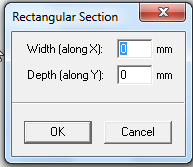 Rectangular Section
Width (along X): 0 mm
Depth (along Y): 0 mm
OK Cancel